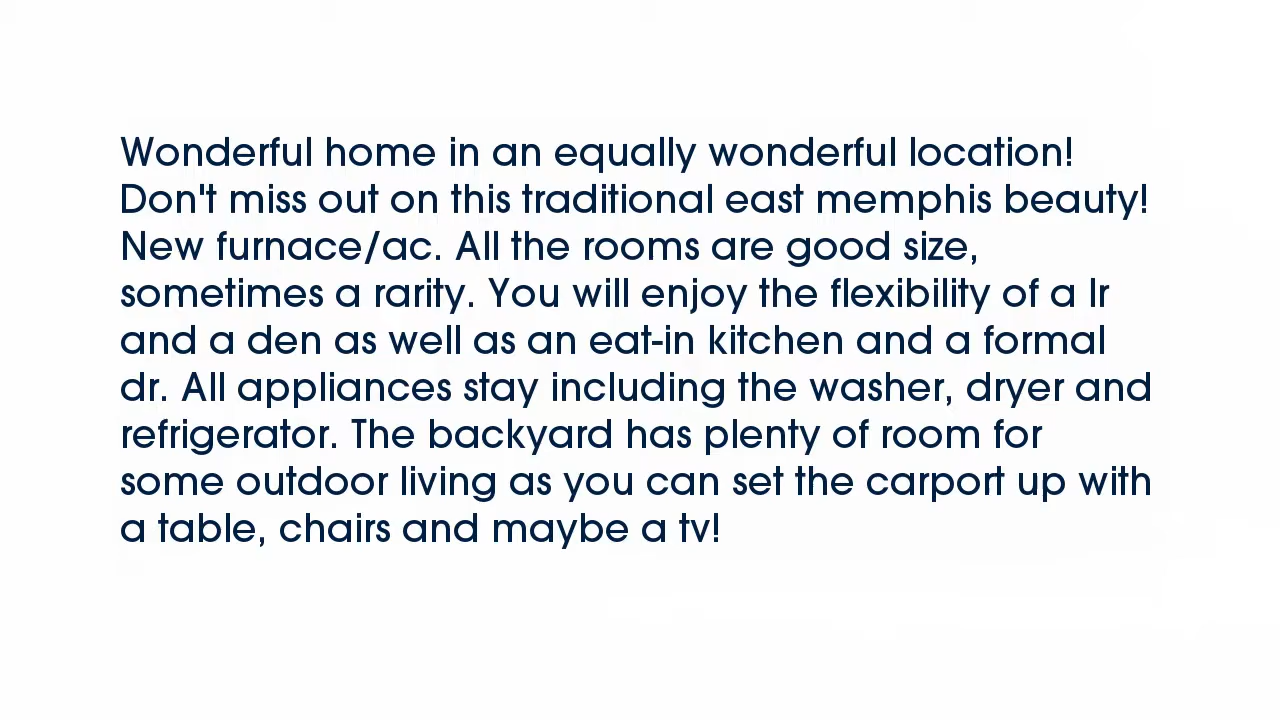 Wonderful home in an equally wonderful location!
Don't miss out on this traditional east memphis beauty!
New furnace/ac. All the rooms are good size,
sometimes a rarity. You will enjoy the flexibility of a lr
and a den as well as an eat-in kitchen and a formal
dr. All appliances stay including the washer, dryer and
refrigerator. The backyard has plenty of room for
some outdoor living as you can set the carport up with
a table, chairs and maybe a tv!